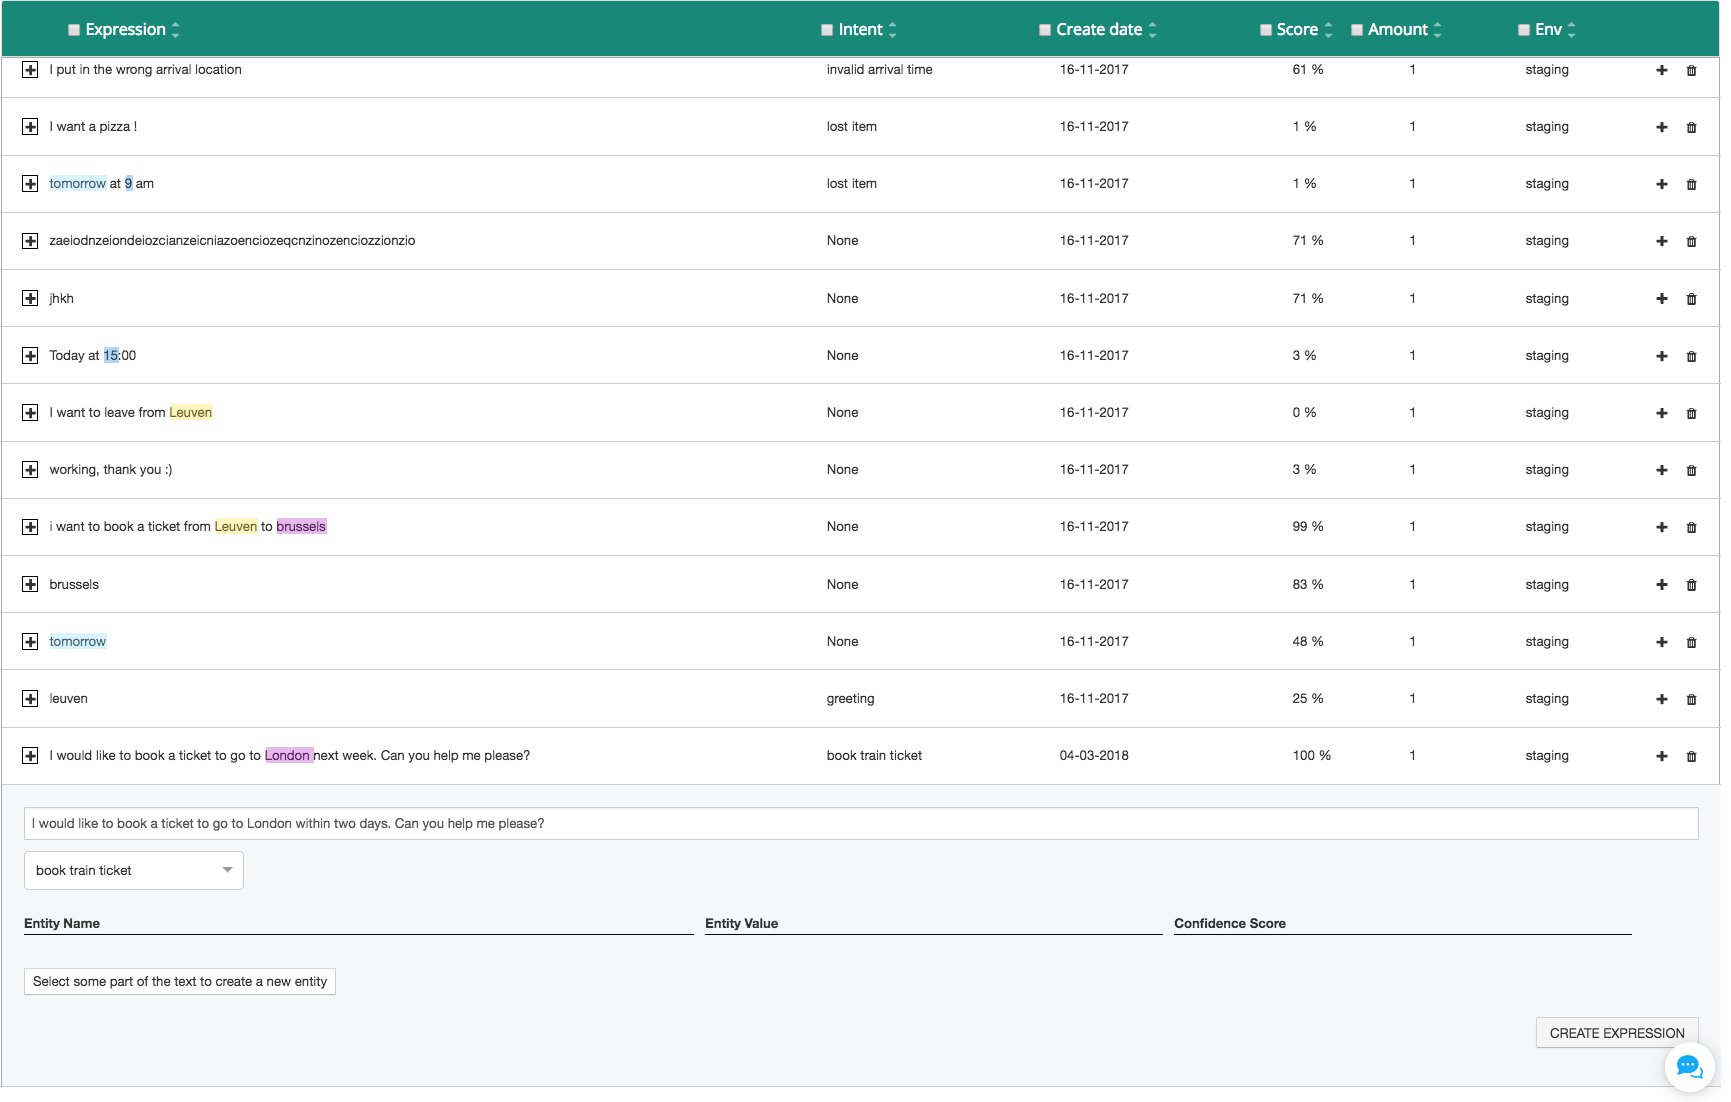 Expression Intent Create date Score Amount Env
I put in the wrong arrival location invalid arrival time 16-11-2017 61 % 1 staging
I want a pizza ! lost item 16-11-2017 1 % 1 staging
tomorrow at 9 am lost item 16-11-2017 1 % 1 staging
zaeiodnzeiondeiozcianzeicniazoenciozeqcnzinozenciozzionzio None 16-11-2017 71 % 1 staging
jhkh None 16-11-2017 71 % 1 staging
Today at 15:00 None 16-11-2017 3 % 1 staging
I want to leave from Leuven None 16-11-2017 0 % 1 staging
working, thank you :) None 16-11-2017 3 % 1 staging
i want to book a ticket from Leuven to brussels None 16-11-2017 99 % 1 staging
brussels None 16-11-2017 83 % 1 staging
tomorrow None 16-11-2017 48 % 1 staging
leuven greeting 16-11-2017 25 % 1 staging
I would like to book a ticket to go to London next week. Can you help me please? book train ticket 04-03-2018 100 % 1 staging
I would like to book a ticket to go to London within two days. Can you help me please?
book train ticket
Entity Name Entity Value Confidence Score
Select some part of the text to create a new entity
CREATE EXPRESSION